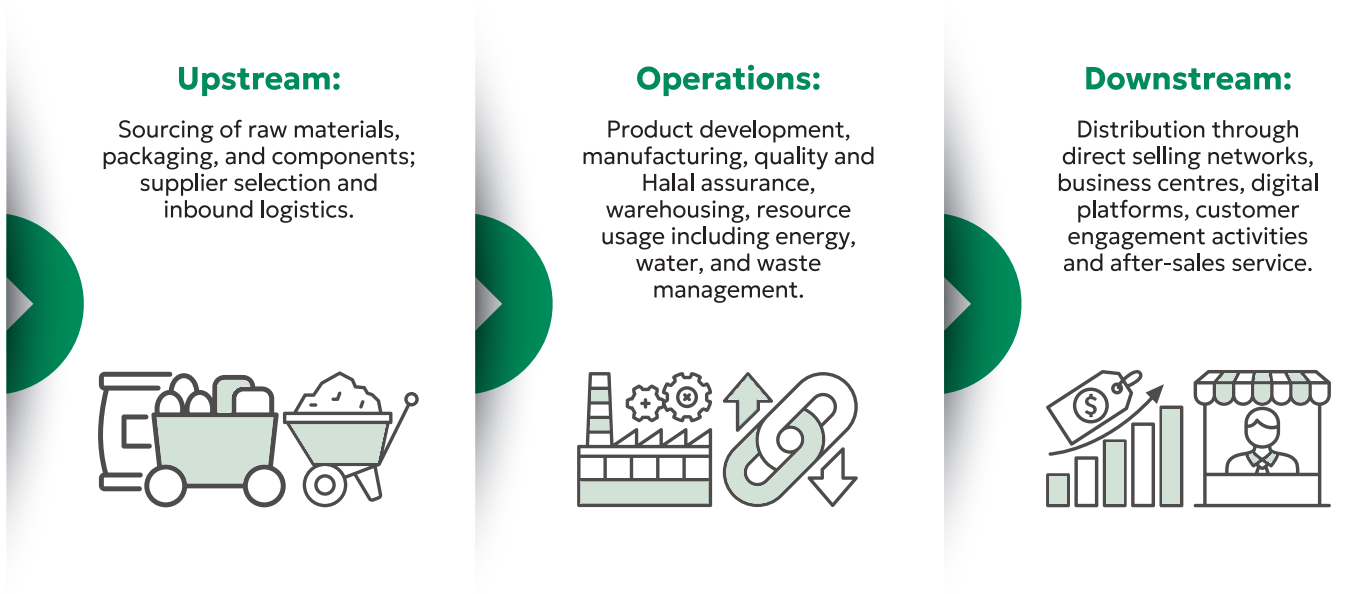 Upstream:
Sourcing of raw materials,
packaging, and components;
supplier selection and
inbound logistics.
Operations:
Product development,
manufacturing, quality and
Halal assurance,
warehousing, resource
usage including energy,
water, and waste
management.
Downstream:
Distribution through
direct selling networks,
business centres, digital
platforms, customer
engagement activities
and after-sales service.
$